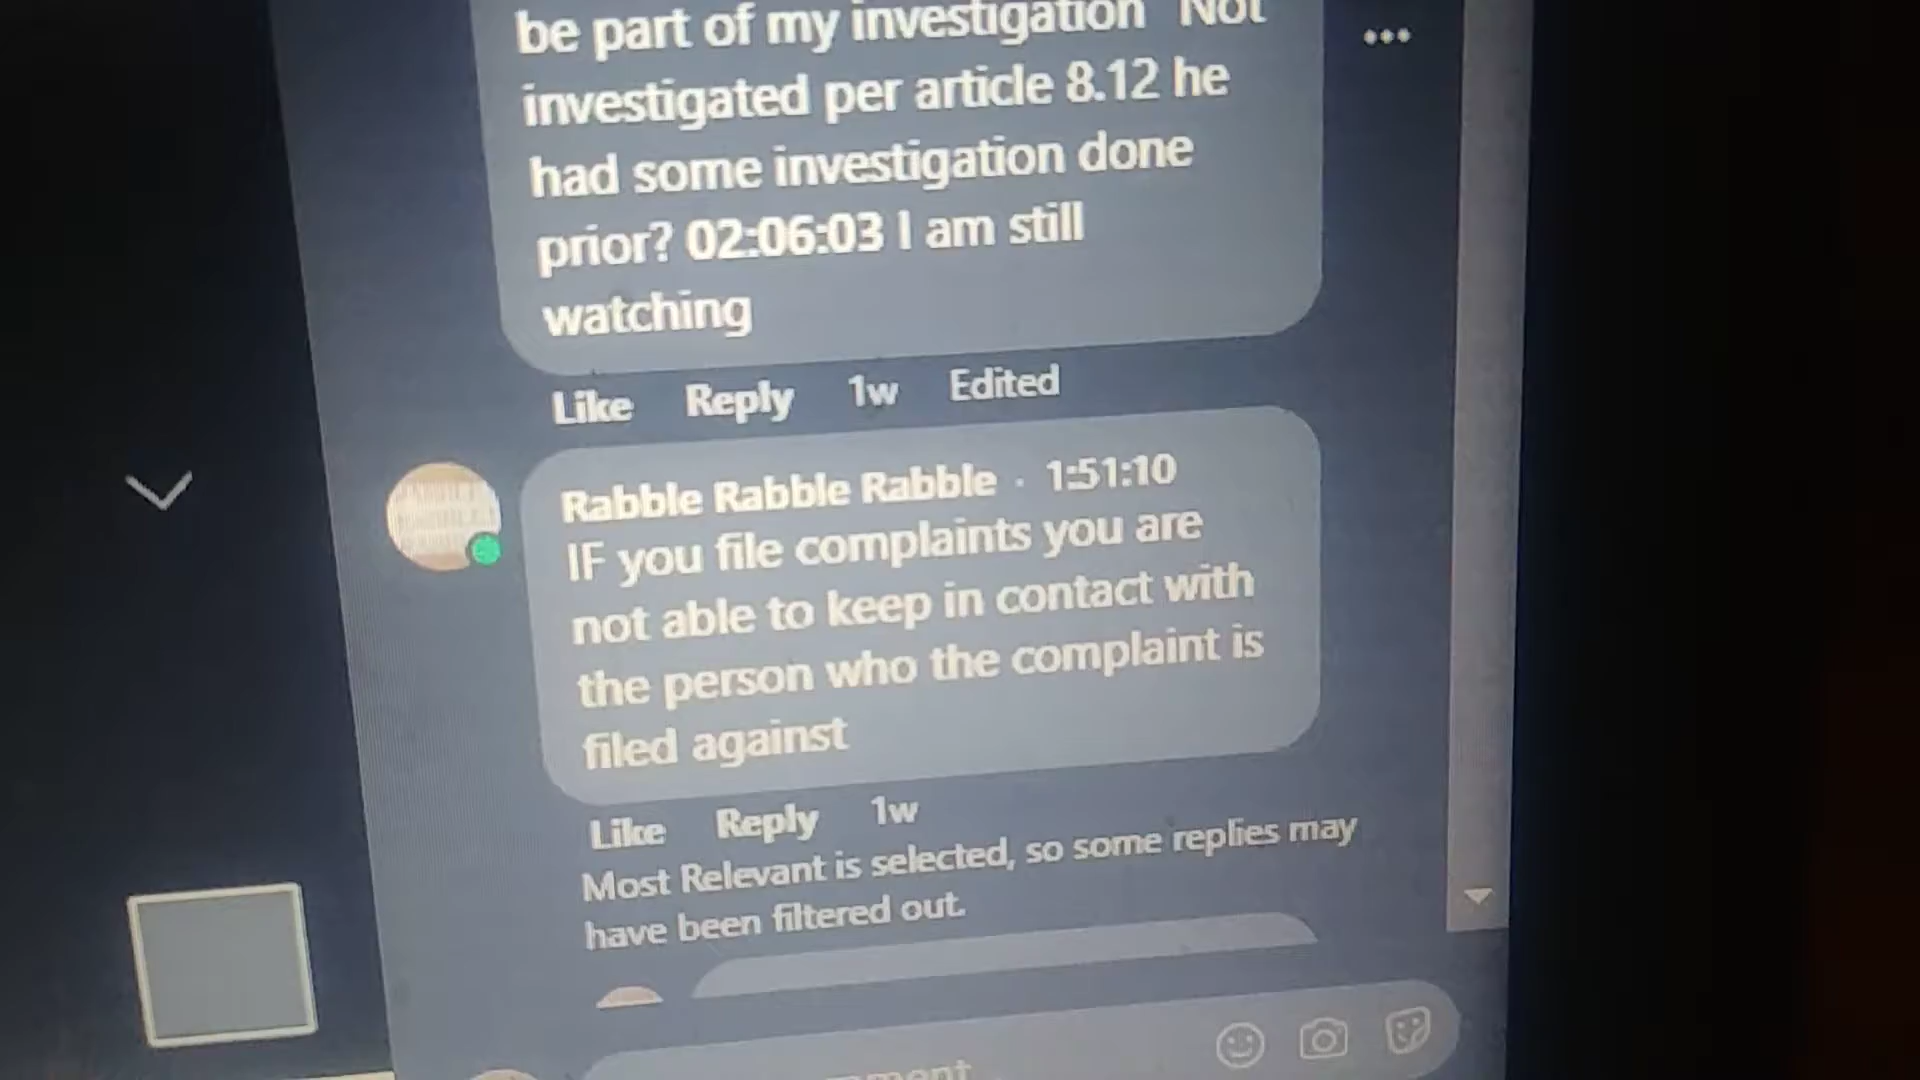 be part of my investigation Not
investigated per article 8.12 he
had some investigation done
prior? 02:06:03 I am still
watching
Like Reply 1w Edited
Rabble Rabble Rabble · 1:51:10
IF you file complaints you are
not able to keep in contact with
the person who the complaint is
filed against
Like Reply 1w
Most Relevant is selected, so some replies may
have been filtered out.